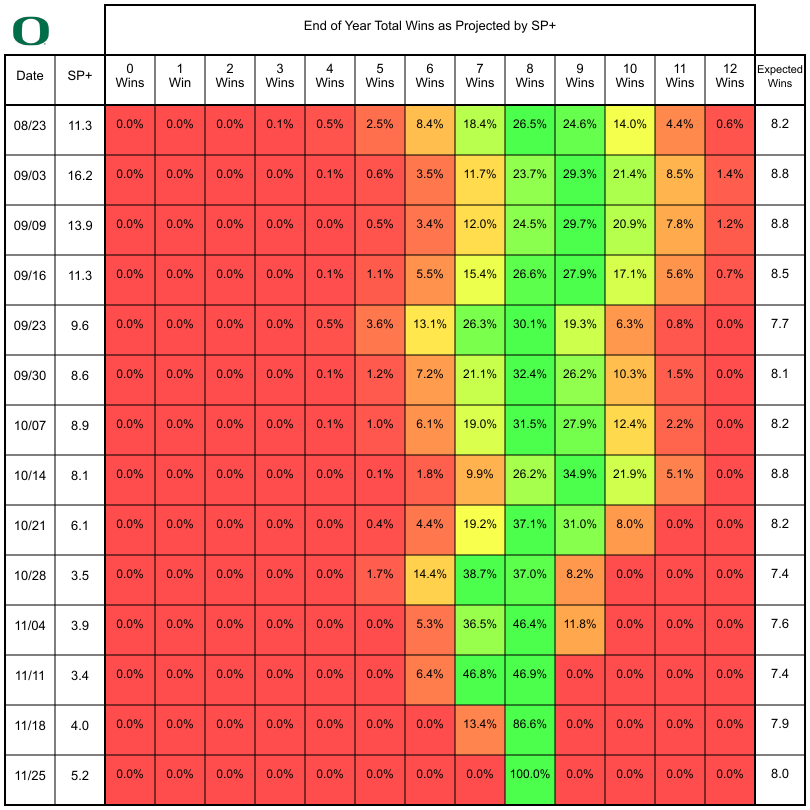 O
End of Year Total Wins as Projected by SP+
Date SP+ 0 Wins 1 Win 2 Wins 3 Wins 4 Wins 5 Wins 6 Wins 7 Wins 8 Wins 9 Wins 10 Wins 11 Wins 12 Wins Expected Wins
08/23 11.3 0.0% 0.0% 0.0% 0.1% 0.5% 2.5% 8.4% 18.4% 26.5% 24.6% 14.0% 4.4% 0.6% 8.2
09/03 16.2 0.0% 0.0% 0.0% 0.0% 0.1% 0.6% 3.5% 11.7% 23.7% 29.3% 21.4% 8.5% 1.4% 8.8
09/09 13.9 0.0% 0.0% 0.0% 0.0% 0.0% 0.5% 3.4% 12.0% 24.5% 29.7% 20.9% 7.8% 1.2% 8.8
09/16 11.3 0.0% 0.0% 0.0% 0.0% 0.1% 1.1% 5.5% 15.4% 26.6% 27.9% 17.1% 5.6% 0.7% 8.5
09/23 9.6 0.0% 0.0% 0.0% 0.0% 0.5% 3.6% 13.1% 26.3% 30.1% 19.3% 6.3% 0.8% 0.0% 7.7
09/30 8.6 0.0% 0.0% 0.0% 0.0% 0.1% 1.2% 7.2% 21.1% 32.4% 26.2% 10.3% 1.5% 0.0% 8.1
10/07 8.9 0.0% 0.0% 0.0% 0.0% 0.1% 1.0% 6.1% 19.0% 31.5% 27.9% 12.4% 2.2% 0.0% 8.2
10/14 8.1 0.0% 0.0% 0.0% 0.0% 0.0% 0.1% 1.8% 9.9% 26.2% 34.9% 21.9% 5.1% 0.0% 8.8
10/21 6.1 0.0% 0.0% 0.0% 0.0% 0.0% 0.4% 4.4% 19.2% 37.1% 31.0% 8.0% 0.0% 0.0% 8.2
10/28 3.5 0.0% 0.0% 0.0% 0.0% 0.0% 1.7% 14.4% 38.7% 37.0% 8.2% 0.0% 0.0% 0.0% 7.4
11/04 3.9 0.0% 0.0% 0.0% 0.0% 0.0% 0.0% 5.3% 36.5% 46.4% 11.8% 0.0% 0.0% 0.0% 7.6
11/11 3.4 0.0% 0.0% 0.0% 0.0% 0.0% 0.0% 6.4% 46.8% 46.9% 0.0% 0.0% 0.0% 0.0% 7.4
11/18 4.0 0.0% 0.0% 0.0% 0.0% 0.0% 0.0% 0.0% 13.4% 86.6% 0.0% 0.0% 0.0% 0.0% 7.9
11/25 5.2 0.0% 0.0% 0.0% 0.0% 0.0% 0.0% 0.0% 0.0% 100.0% 0.0% 0.0% 0.0% 0.0% 8.0